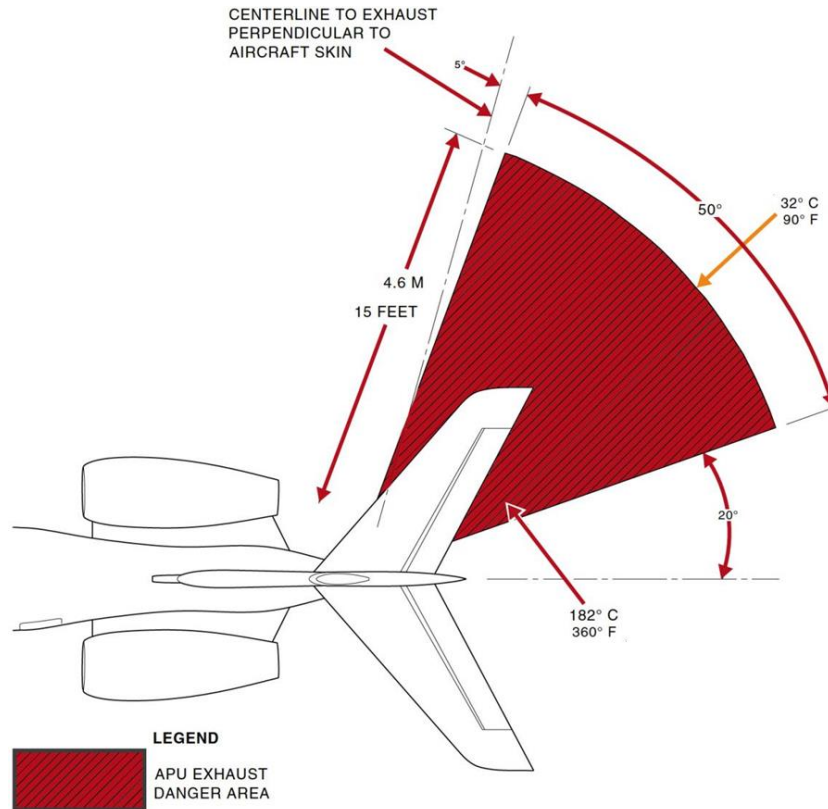 CENTERLINE TO EXHAUST
PERPENDICULAR TO
AIRCRAFT SKIN
5°
50°
32° C
90° F
4.6 M
15 FEET
20°
182° C
360° F
LEGEND
APU EXHAUST
DANGER AREA